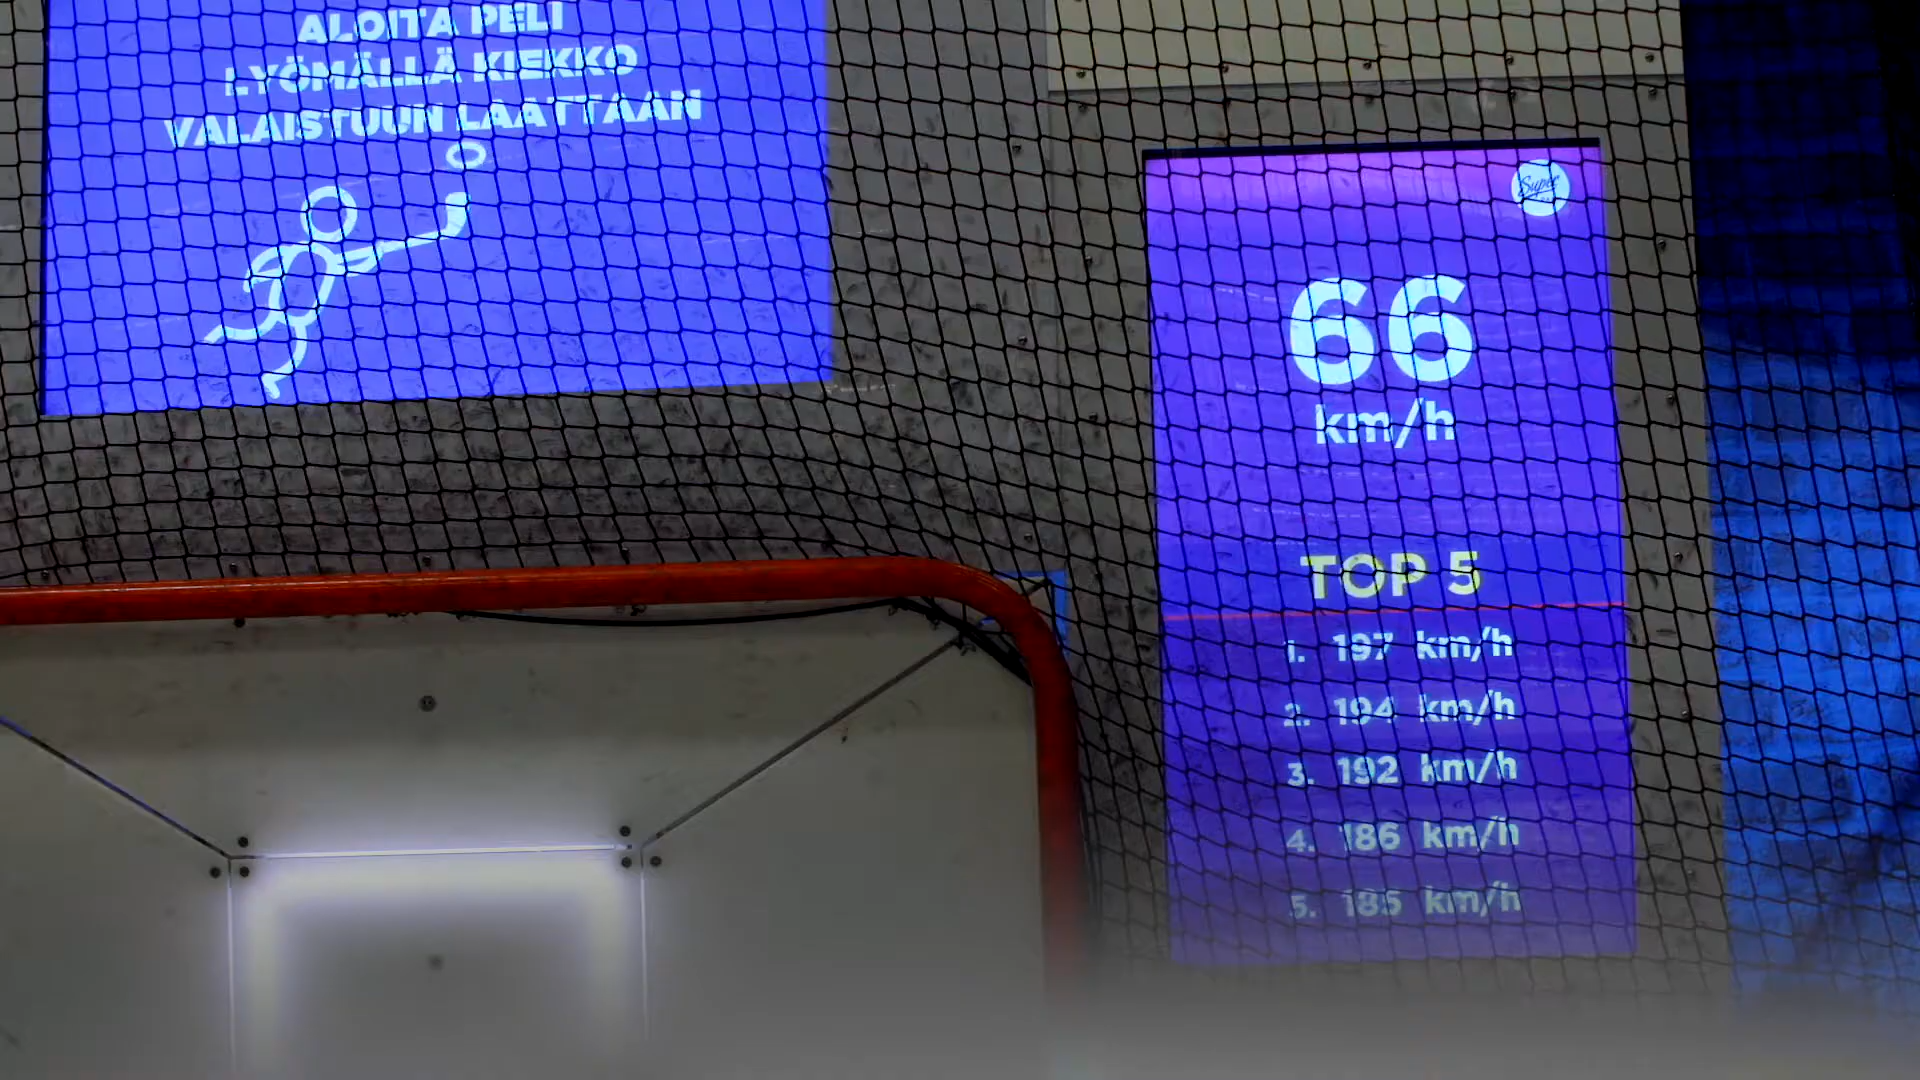 ALOITA PELI
LYÖMÄLLÄ KIEKKO
VALAISTUUN LAATTAAN
Super
66
km/h
TOP 5
1. 197 km/h
2. 194 km/h
3. 192 km/h
4. 186 km/h
5. 185 km/h